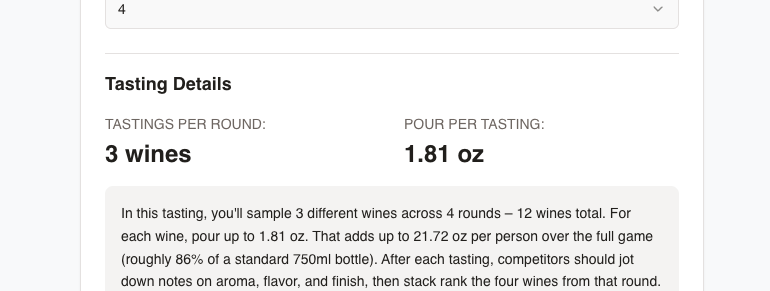 4
Tasting Details
TASTINGS PER ROUND:
POUR PER TASTING:
3 wines
1.81 oz
In this tasting, you'll sample 3 different wines across 4 rounds – 12 wines total. For
each wine, pour up to 1.81 oz. That adds up to 21.72 oz per person over the full game
(roughly 86% of a standard 750ml bottle). After each tasting, competitors should jot
down notes on aroma, flavor, and finish, then stack rank the four wines from that round.